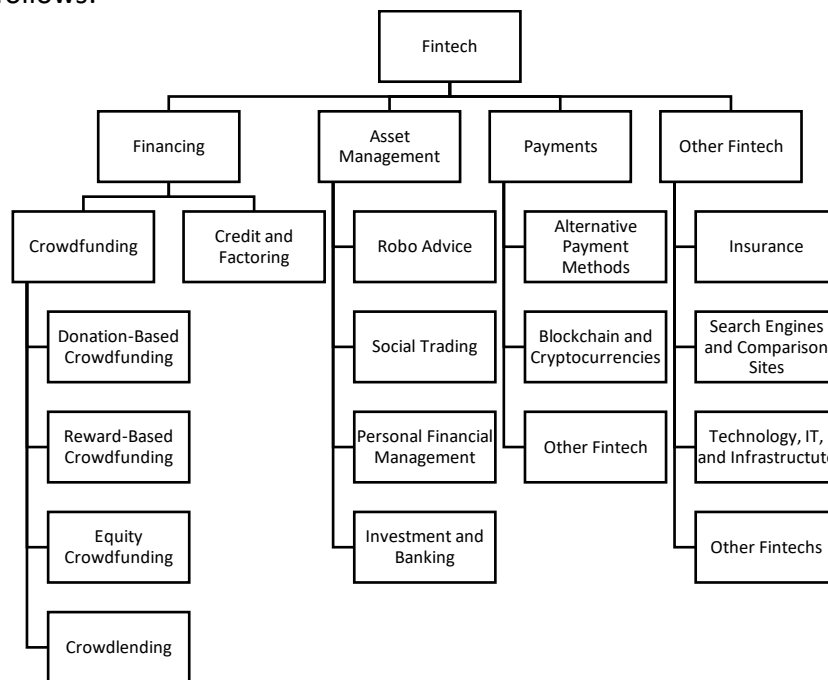 follows:
Fintech
Financing
Asset
Management
Payments
Other Fintech
Crowdfunding
Credit and
Factoring
Robo Advice
Alternative
Payment
Methods
Insurance
Donation-Based
Crowdfunding
Social Trading
Blockchain and
Cryptocurrencies
Search Engines
and Comparison
Sites
Reward-Based
Crowdfunding
Personal Financial
Management
Other Fintech
Technology, IT,
and Infrastructute
Equity
Crowdfunding
Investment and
Banking
Other Fintechs
Crowdlending